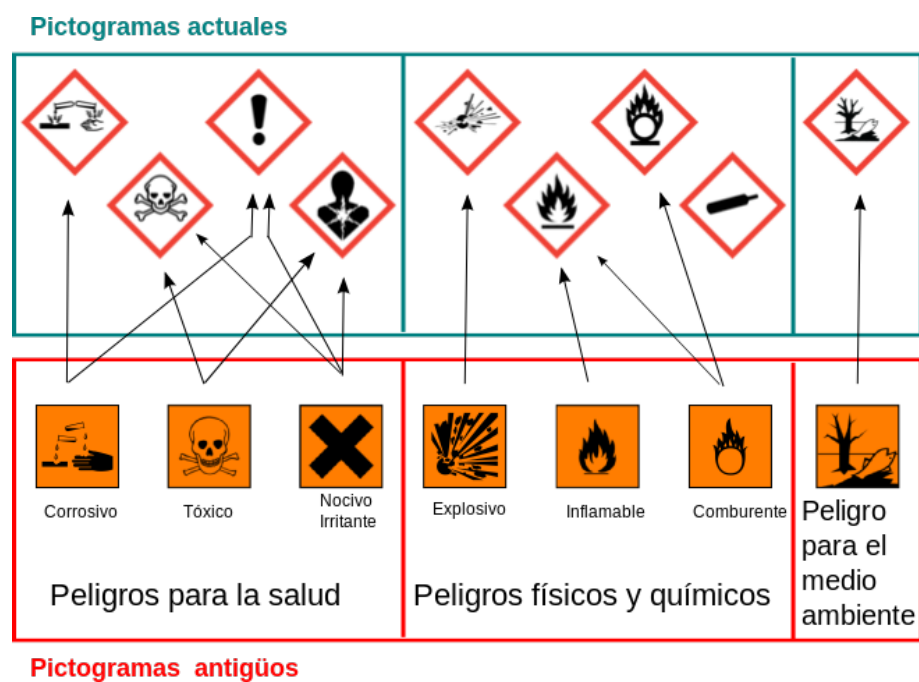 Pictogramas actuales
Corrosivo
Tóxico
Nocivo
Irritante
Explosivo
Inflamable
Comburente
Peligro
para el
medio
ambiente
Peligros para la salud
Peligros físicos y químicos
Pictogramas antigüos